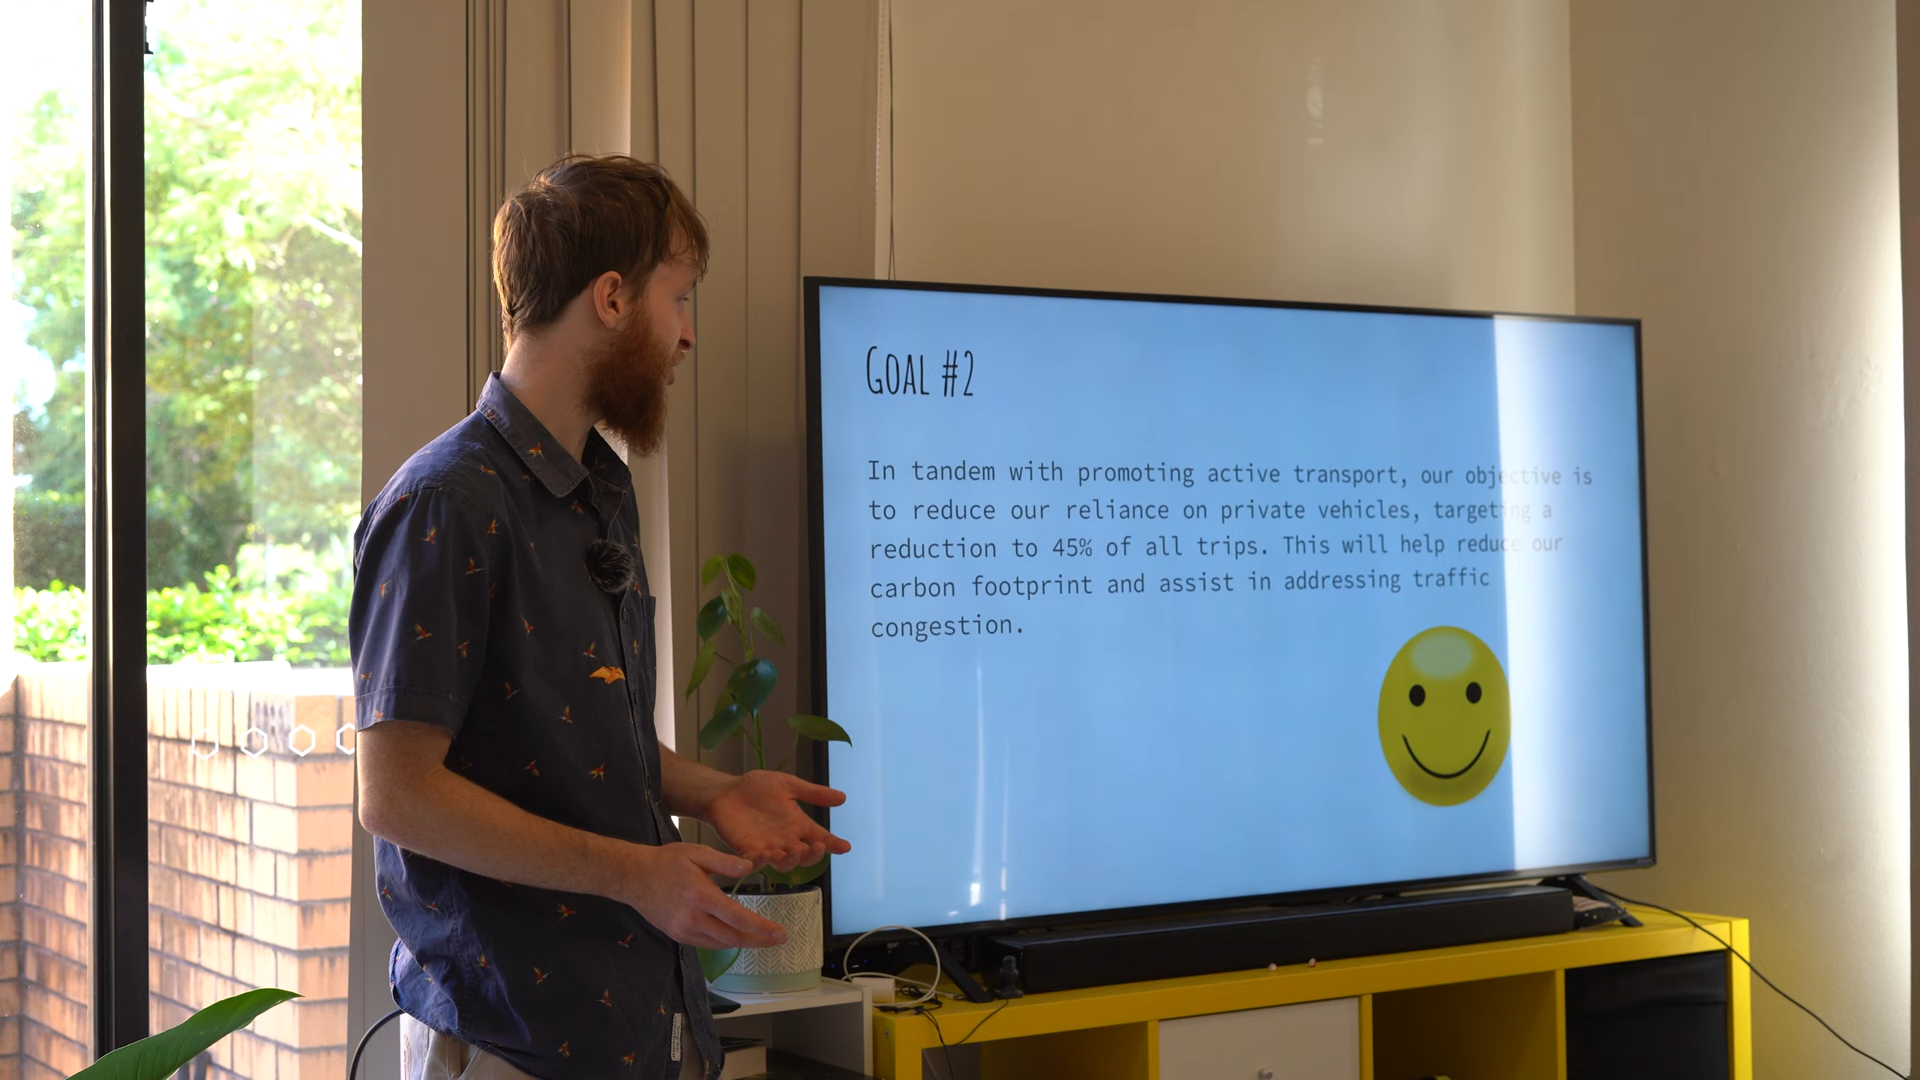 GOAL #2
In tandem with promoting active transport, our objective is
to reduce our reliance on private vehicles, targeting a
reduction to 45% of all trips. This will help reduce our
carbon footprint and assist in addressing traffic
congestion.